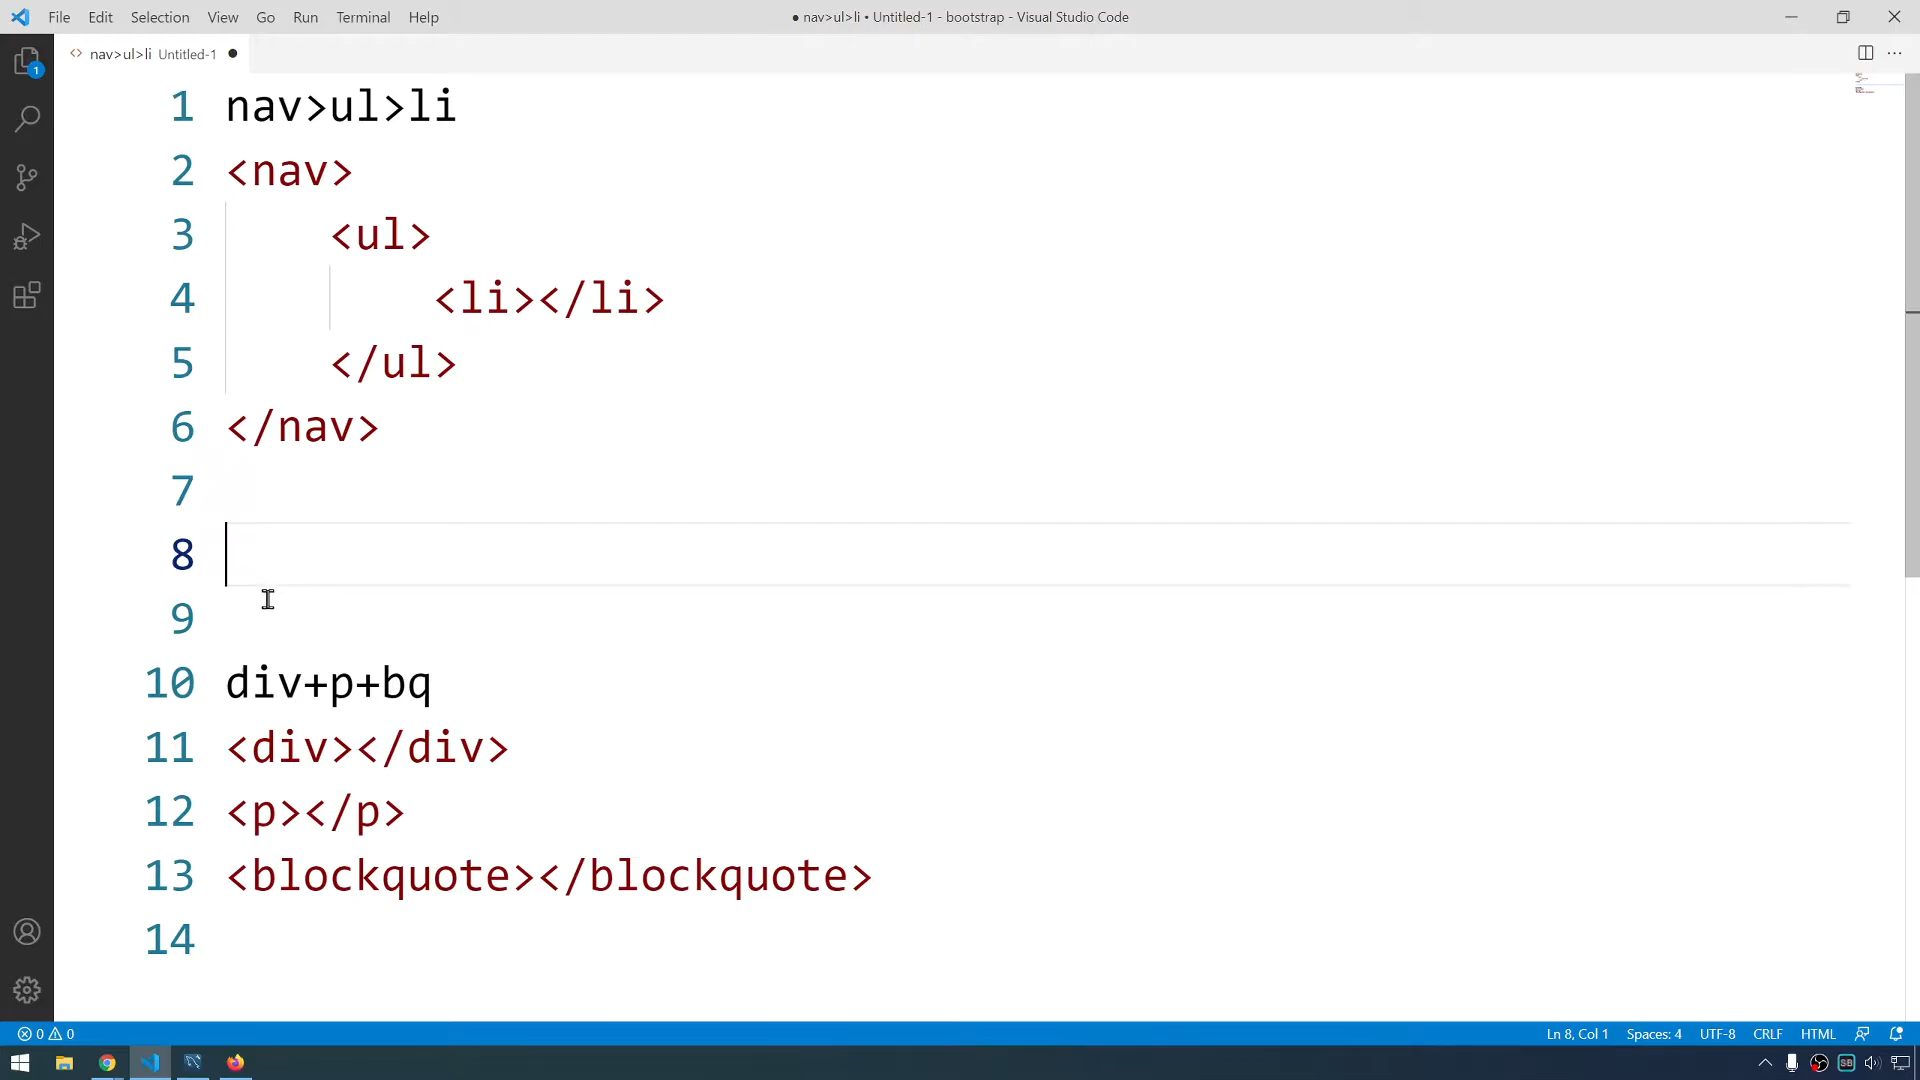 File Edit Selection View Go Run Terminal Help
● nav>ul>li • Untitled-1 - bootstrap - Visual Studio Code
nav>ul>li Untitled-1
1
1 nav>ul>li
2 <nav>
3 <ul>
4 <li></li>
5 </ul>
6 </nav>
7
8
9
10 div+p+bq
11 <div></div>
12 <p></p>
13 <blockquote></blockquote>
14
0 0 Ln 8, Col 1 Spaces: 4 UTF-8 CRLF HTML
SB